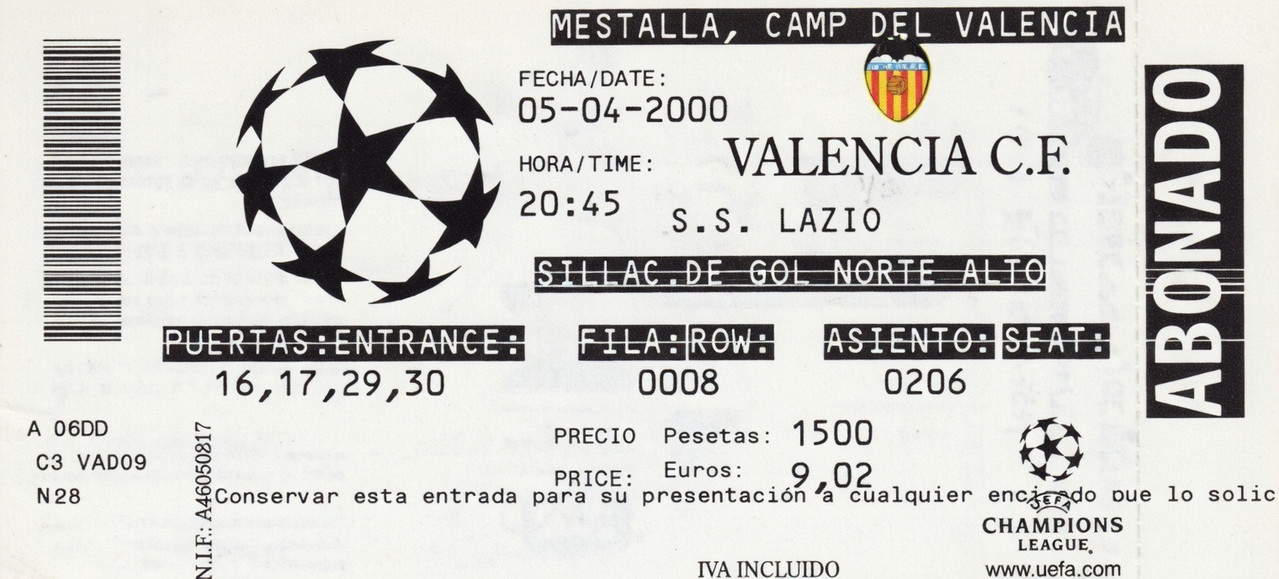 MESTALLA, CAMP DEL VALENCIA
FECHA/DATE:
05-04-2000
HORA/TIME:
20:45
VALENCIA C.F.
S.S. LAZIO
SILLAC.DE GOL NORTE ALTO
ABONADO
PUERTAS:ENTRANCE: FILA:ROW: ASIENTO:SEAT:
16,17,29,30 0008 0206
A 06DD
C3 VAD09
N28
N.I.F.: A46050817
PRECIO Pesetas: 1500
PRICE: Euros: 9,02
Conservar esta entrada para su presentación a cualquier lo solic
UEFA
CHAMPIONS
LEAGUE®
IVA INCLUIDO
www.uefa.com